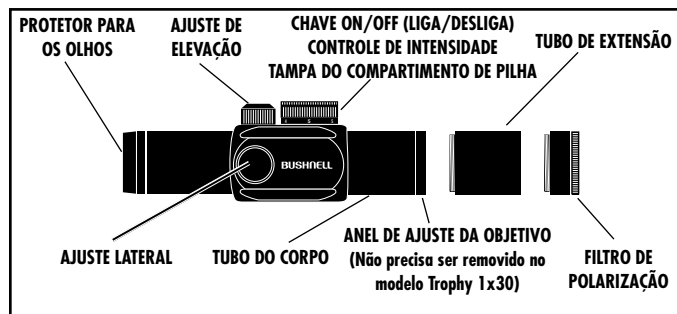 PROTETOR PARA
OS OLHOS
AJUSTE DE
ELEVAÇÃO
CHAVE ON/OFF (LIGA/DESLIGA)
CONTROLE DE INTENSIDADE
TAMPA DO COMPARTIMENTO DE PILHA
TUBO DE EXTENSÃO
BUSHNELL
AJUSTE LATERAL
TUBO DO CORPO
ANEL DE AJUSTE DA OBJETIVO
(Não precisa ser removido no
modelo Trophy 1x30)
FILTRO DE
POLARIZAÇÃO